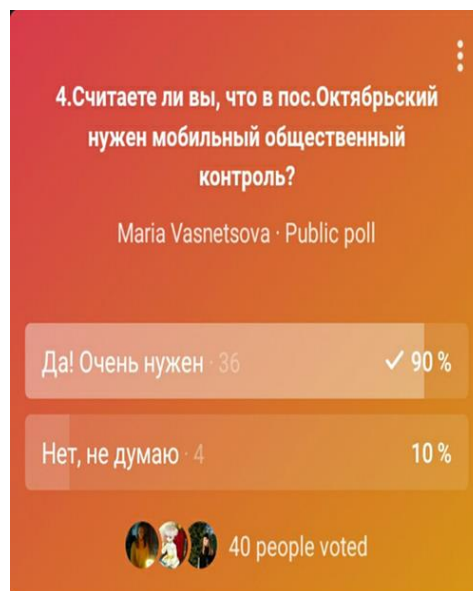 4.Считаете ли вы, что в пос.Октябрьский
нужен мобильный общественный
контроль?
Maria Vasnetsova · Public poll
Да! Очень нужен · 36 ✓ 90 %
Нет, не думаю · 4 10 %
40 people voted